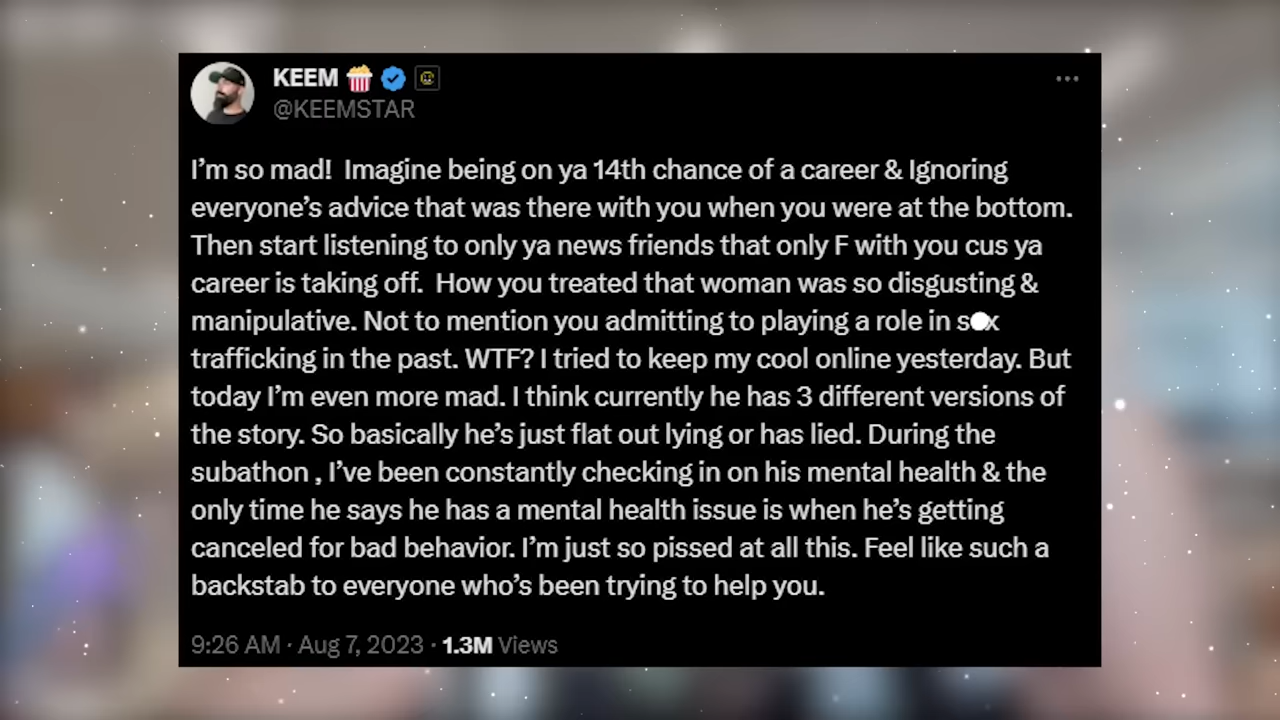 KEEM 🍿
@KEEMSTAR
I’m so mad!  Imagine being on ya 14th chance of a career & Ignoring
everyone’s advice that was there with you when you were at the bottom.
Then start listening to only ya news friends that only F with you cus ya
career is taking off.  How you treated that woman was so disgusting &
manipulative. Not to mention you admitting to playing a role in s●x
trafficking in the past. WTF? I tried to keep my cool online yesterday. But
today I’m even more mad. I think currently he has 3 different versions of
the story. So basically he’s just flat out lying or has lied. During the
subathon , I’ve been constantly checking in on his mental health & the
only time he says he has a mental health issue is when he’s getting
canceled for bad behavior. I’m just so pissed at all this. Feel like such a
backstab to everyone who’s been trying to help you.
9:26 AM · Aug 7, 2023 · 1.3M Views